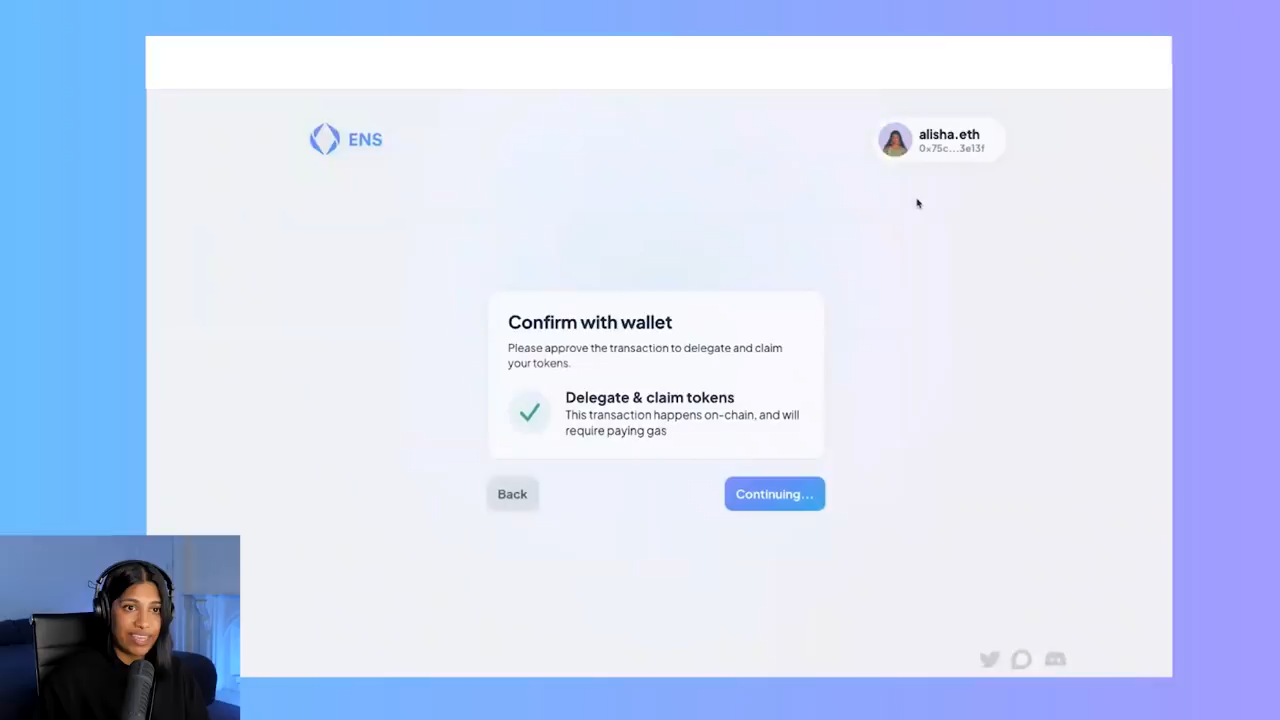 ENS
alisha.eth
0x75c...3e13f
Confirm with wallet
Please approve the transaction to delegate and claim
your tokens.
Delegate & claim tokens
This transaction happens on-chain, and will
require paying gas
Back
Continuing...